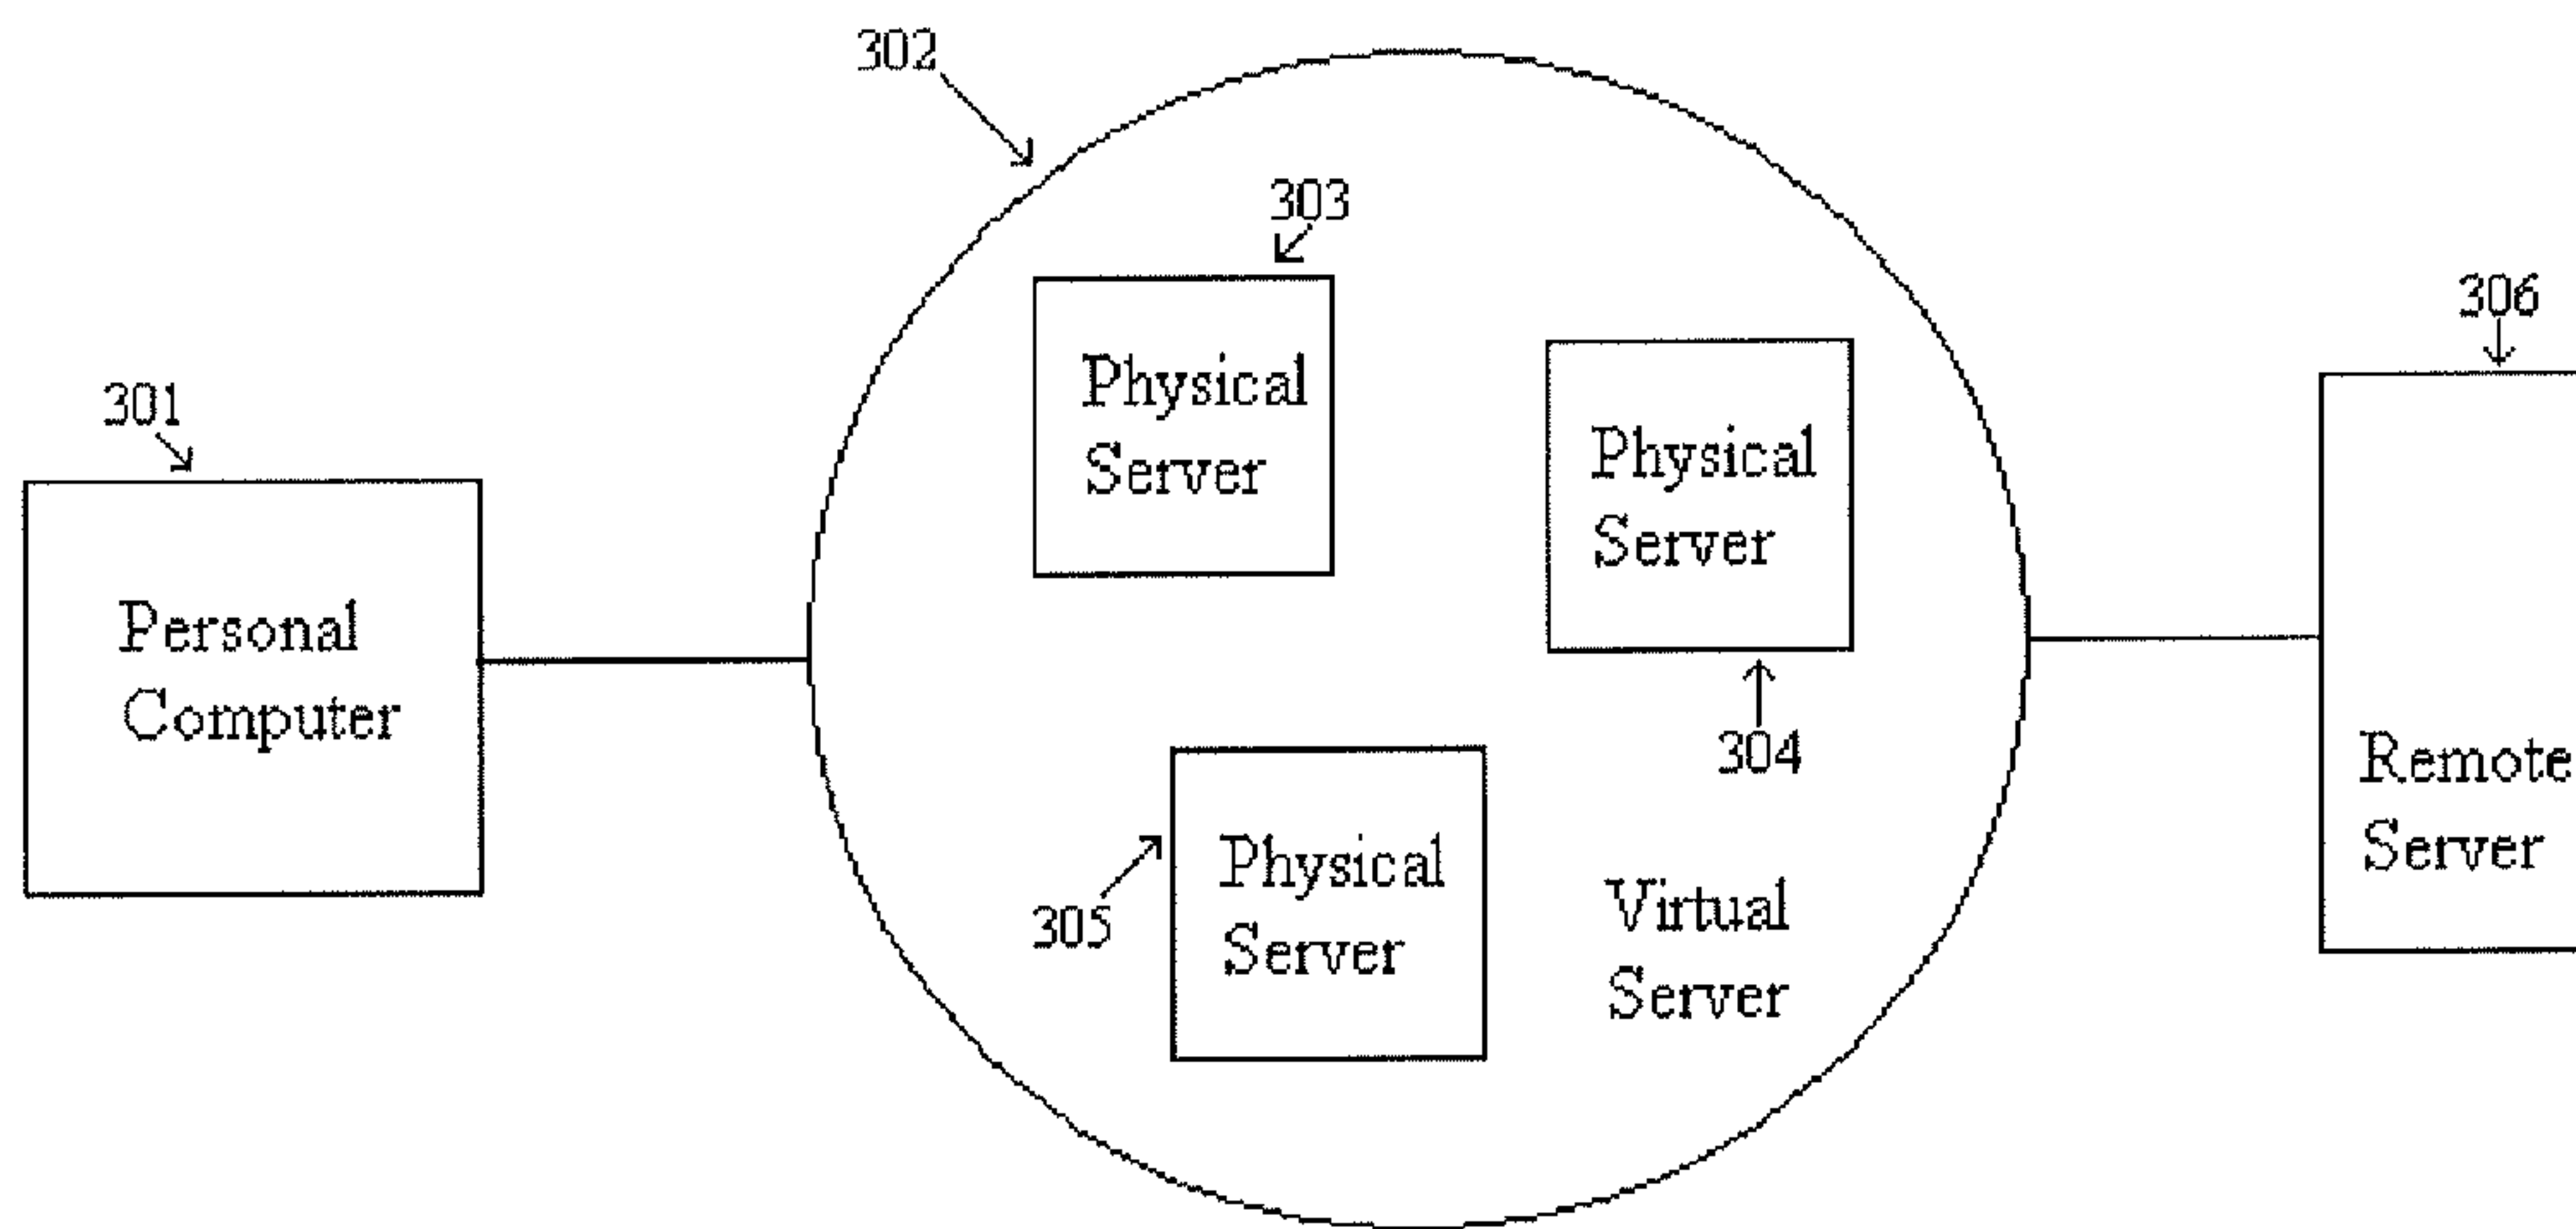 302
303
306
301
Physical
Server
Physical
Server
Personal
Computer
304
Remote
Server
305
Physical
Server
Virtual
Server